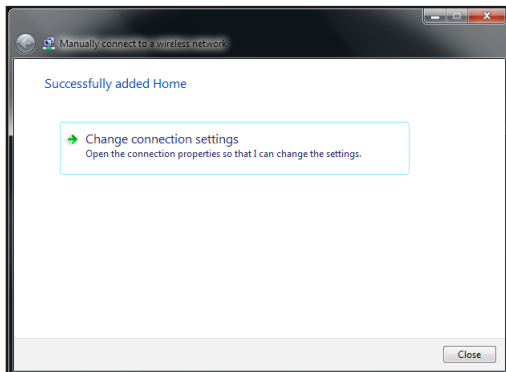 Manually connect to a wireless network
Successfully added Home
Change connection settings
Open the connection properties so that I can change the settings.
Close